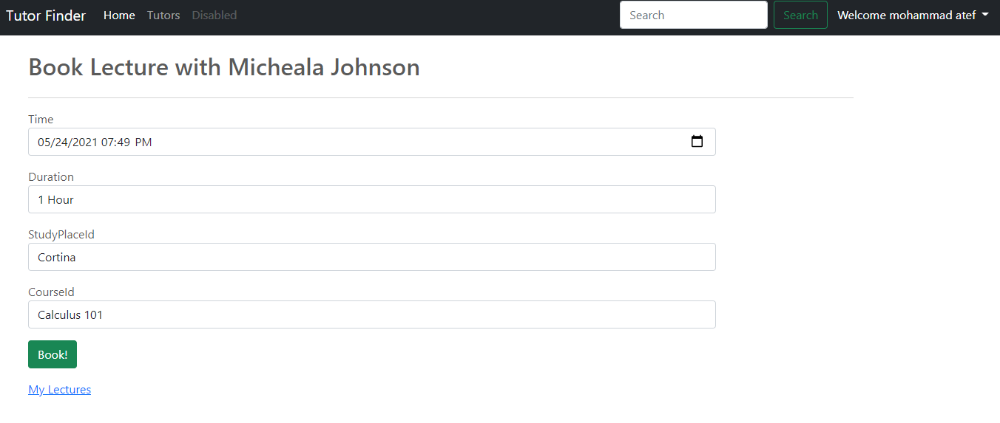 Tutor Finder Home Tutors Disabled Search Search Welcome mohammad atef
Book Lecture with Micheala Johnson
Time
05/24/2021 07:49 PM
Duration
1 Hour
StudyPlaceId
Cortina
CourseId
Calculus 101
Book!
My Lectures